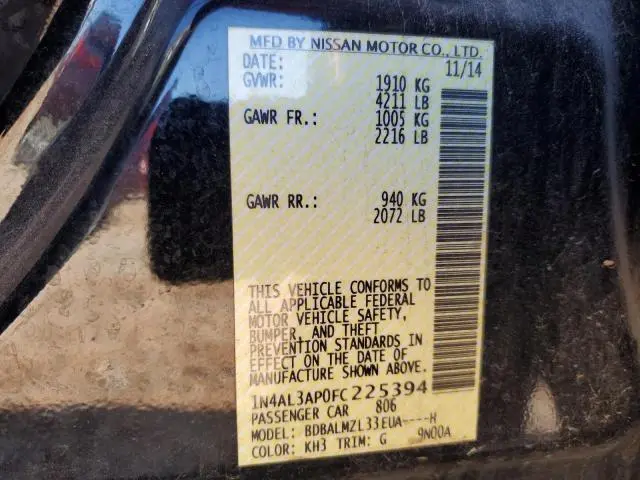 MFD BY NISSAN MOTOR CO., LTD.
DATE: 11/14
GVWR: 1910 KG
4211 LB
GAWR FR.: 1005 KG
2216 LB
GAWR RR.: 940 KG
2072 LB
THIS VEHICLE CONFORMS TO
ALL APPLICABLE FEDERAL
MOTOR VEHICLE SAFETY,
BUMPER, AND THEFT
PREVENTION STANDARDS IN
EFFECT ON THE DATE OF
MANUFACTURE SHOWN ABOVE.
1N4AL3AP0FC225394
PASSENGER CAR 806
MODEL: BDBALMZL33EUA----H
COLOR: KH3 TRIM: G 9N00A